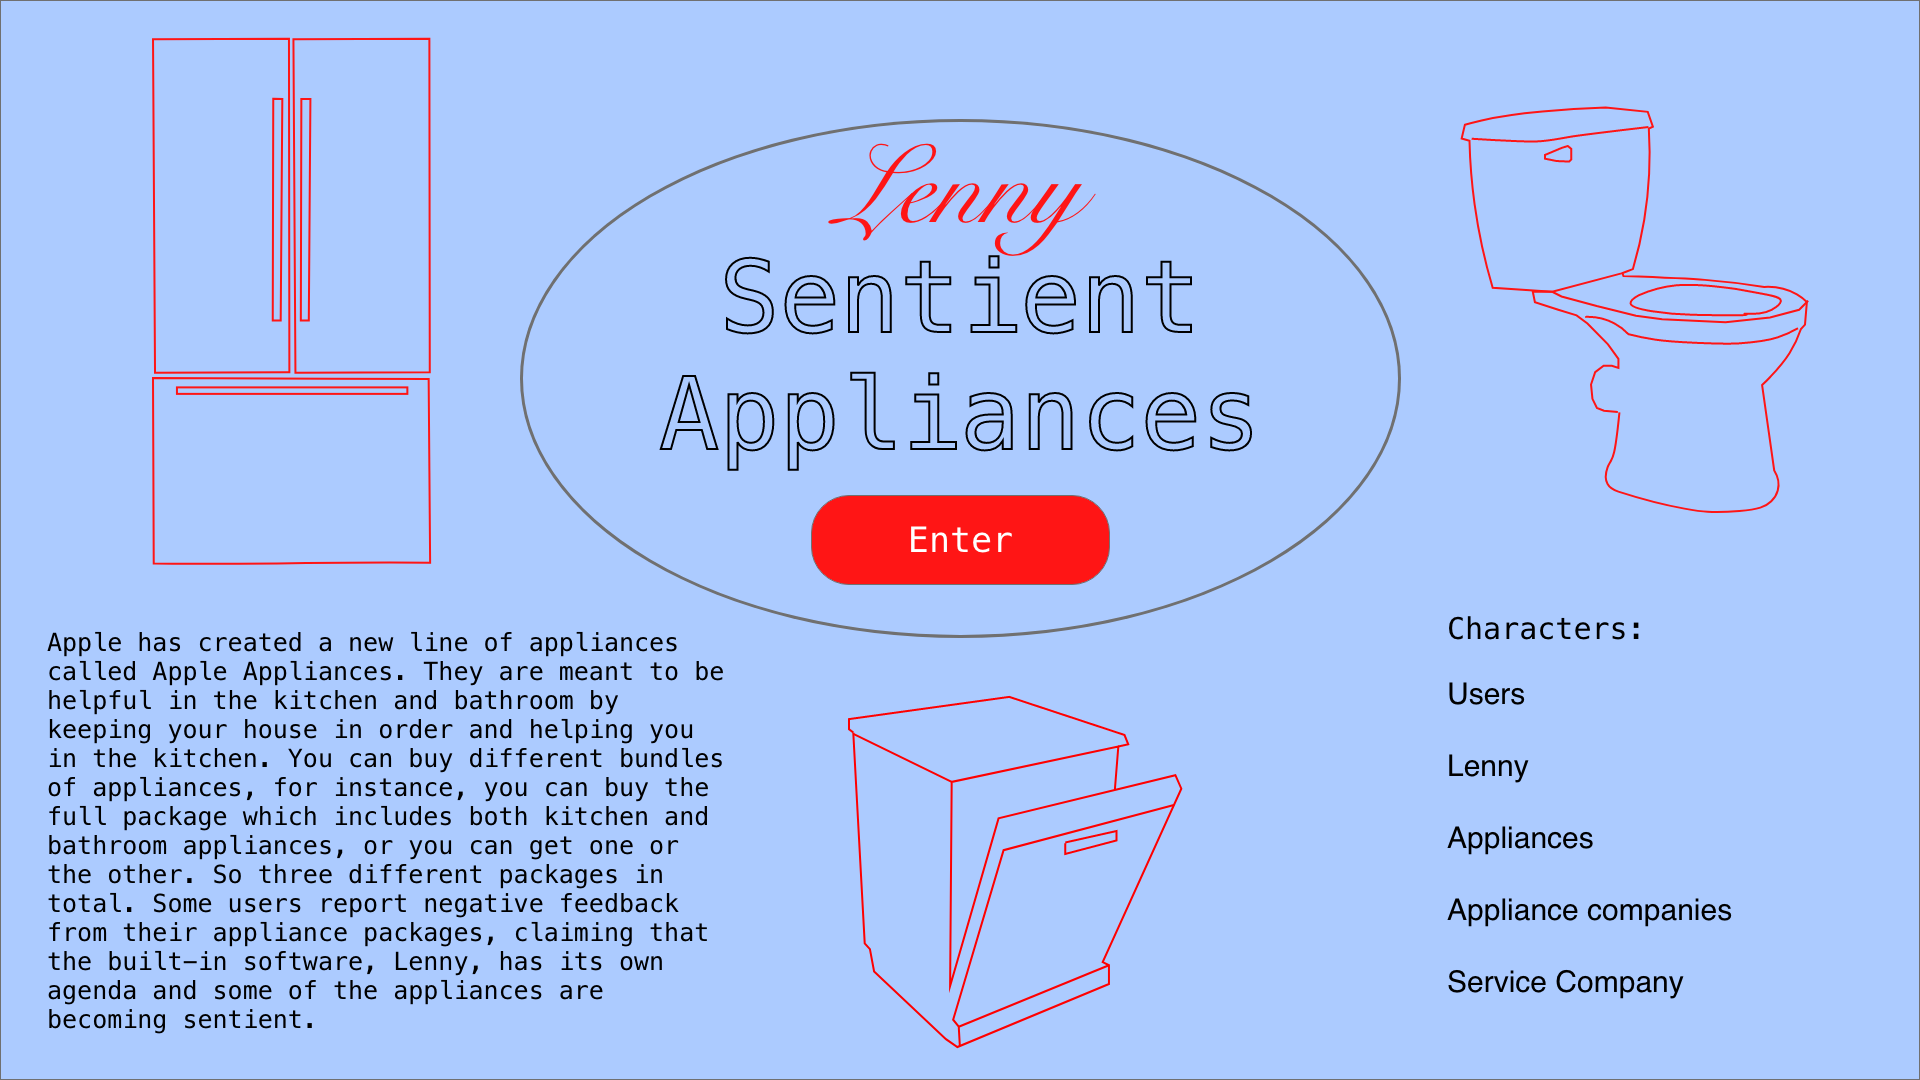 Lenny
Sentient
Appliances
Enter
Apple has created a new line of appliances
called Apple Appliances. They are meant to be
helpful in the kitchen and bathroom by
keeping your house in order and helping you
in the kitchen. You can buy different bundles
of appliances, for instance, you can buy the
full package which includes both kitchen and
bathroom appliances, or you can get one or
the other. So three different packages in
total. Some users report negative feedback
from their appliance packages, claiming that
the built-in software, Lenny, has its own
agenda and some of the appliances are
becoming sentient.
Characters:
Users
Lenny
Appliances
Appliance companies
Service Company